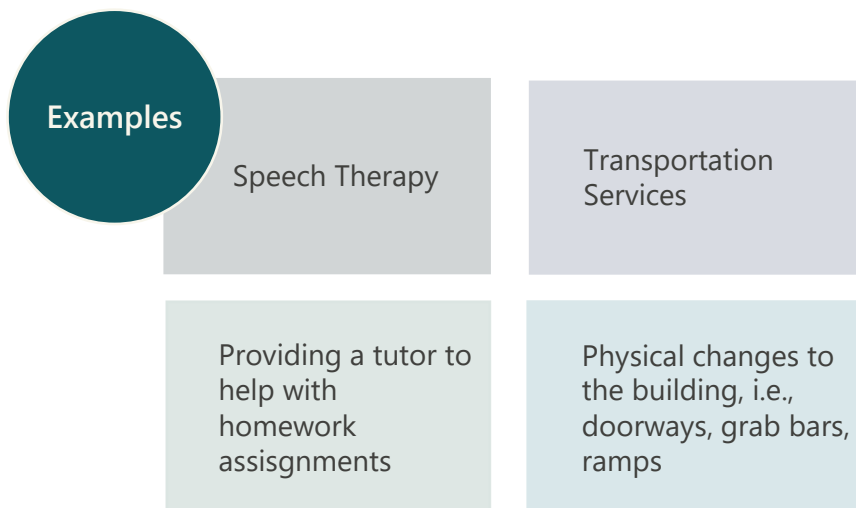 Examples
Speech Therapy
Transportation
Services
Providing a tutor to
help with
homework
assisgnments
Physical changes to
the building, i.e.,
doorways, grab bars,
ramps